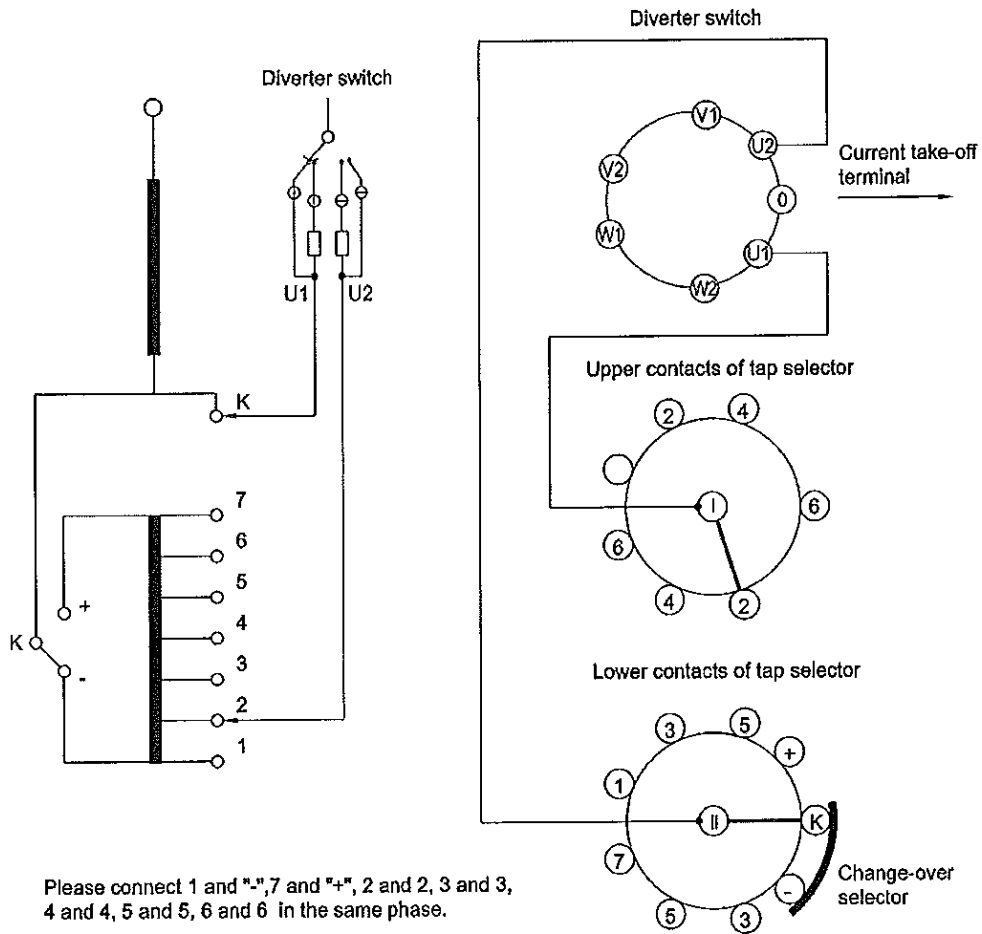 Diverter switch
U1
U2
K
7
6
5
4
3
2
1
+
K
-
Please connect 1 and "-",7 and "+", 2 and 2, 3 and 3,
4 and 4, 5 and 5, 6 and 6 in the same phase.
Diverter switch
V1
U2
V2
0
W1
U1
W2
Current take-off
terminal
Upper contacts of tap selector
2
4
I
6
6
4
2
Lower contacts of tap selector
3
5
+
1
II
K
7
-
5
3
Change-over
selector